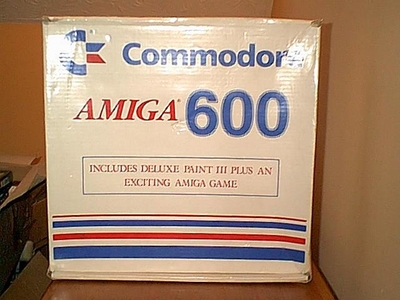 Commodore
AMIGA 600
INCLUDES DELUXE PAINT III PLUS AN
EXCITING AMIGA GAME